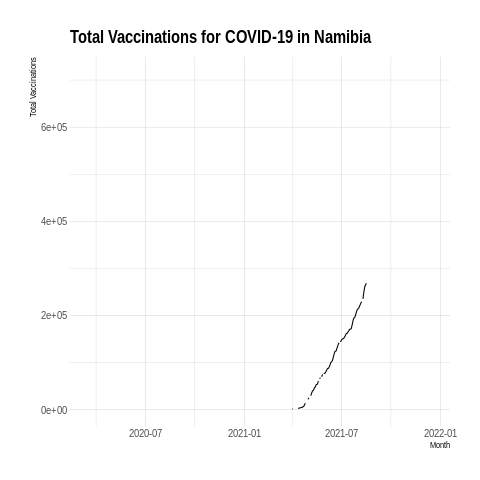 Total Vaccinations for COVID-19 in Namibia
Total Vaccinations
6e+05
4e+05
2e+05
0e+00
2020-07
2021-01
2021-07
2022-01
Month